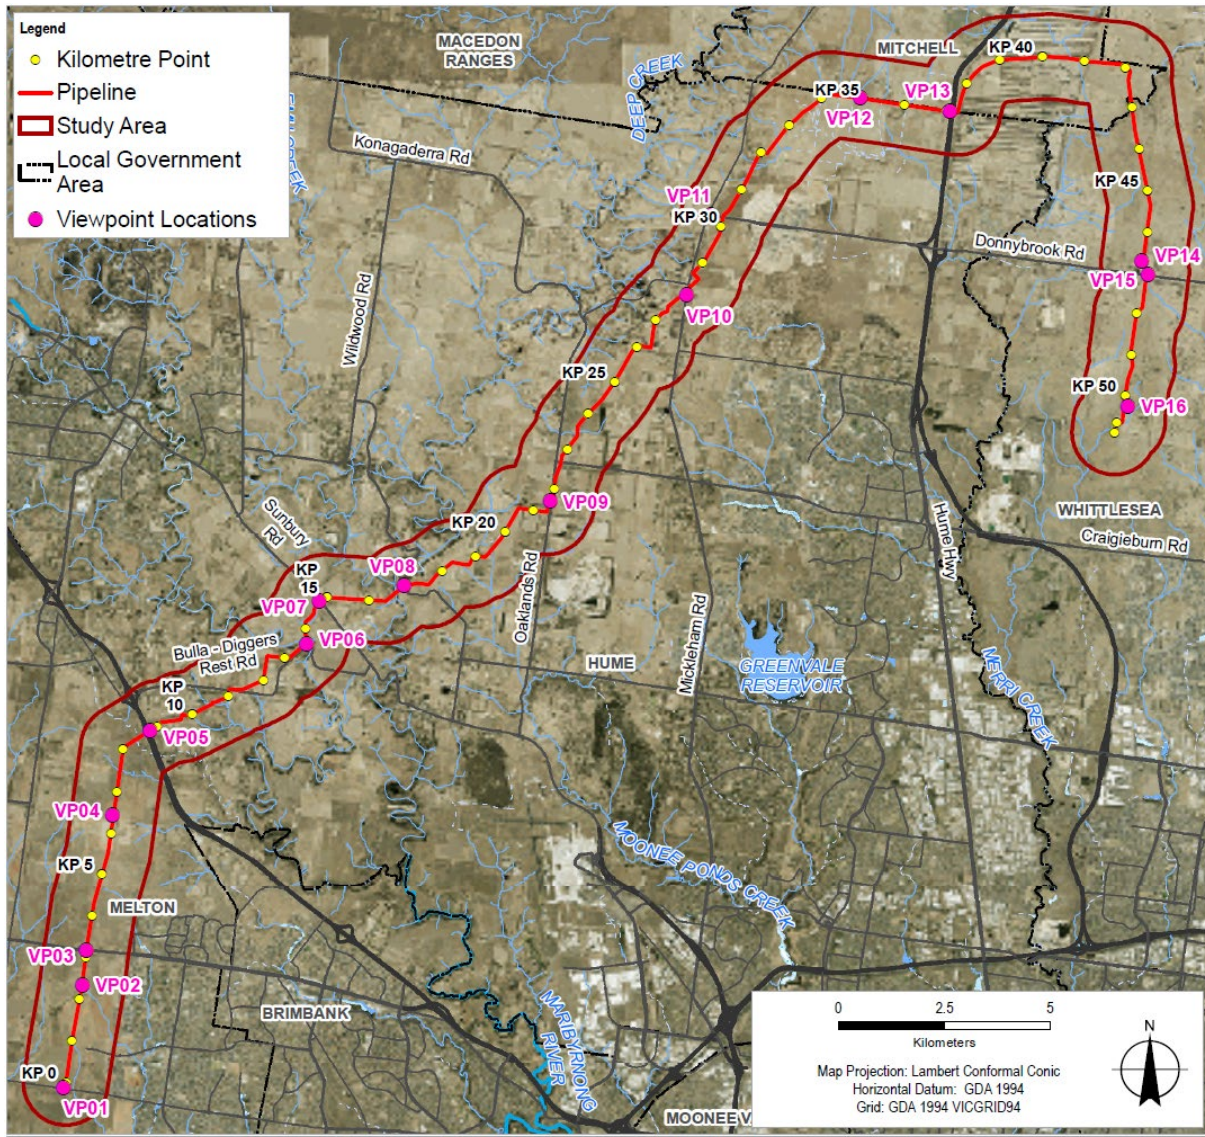 Legend
Kilometre Point
Pipeline
Study Area
Local Government
Area
Viewpoint Locations
MACEDON
RANGES
DEEP CREEK
MITCHELL
KP 40
KP 35
VP13
VP12
Konagaderra Rd
CREEK
KP 45
VP11
KP 30
Donnybrook Rd
VP14
VP15
Wildwood Rd
VP10
KP 25
KP 50
VP16
VP09
Sunbury
Rd
KP 20
WHITTLESEA
Craigieburn Rd
Hume Hwy
Oaklands Rd
KP
15
VP08
VP07
VP06
Bulla - Diggers
Rest Rd
Mickleham Rd
HUME
GREENVALE
RESERVOIR
MERRI CREEK
KP
10
VP05
VP04
MOONEE PONDS CREEK
KP 5
MELTON
VP03
VP02
BRIMBANK
MARIBYRNONG
RIVER
KP 0
VP01
MOONEE V
0 2.5 5
Kilometers
Map Projection: Lambert Conformal Conic
Horizontal Datum: GDA 1994
Grid: GDA 1994 VICGRID94
N